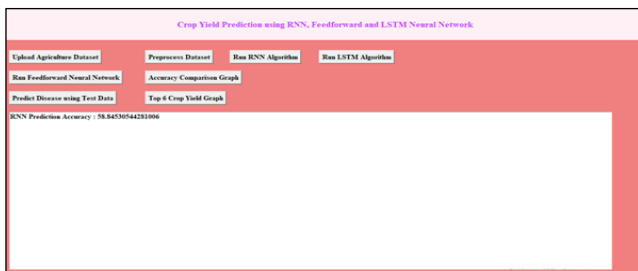 Crop Yield Prediction using RNN, Feedforward and LSTM Neural Network
Upload Agriculture Dataset
Preprocess Dataset
Run RNN Algorithm
Run LSTM Algorithm
Run Feedforward Neural Network
Accuracy Comparison Graph
Predict Disease using Test Data
Top 6 Crop Yield Graph
RNN Prediction Accuracy : 58.84530544281006